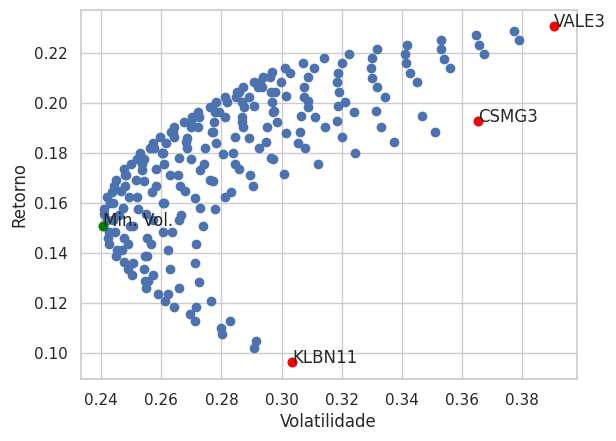 VALE3
CSMG3
Min. Vol.
KLBN11
Retorno
0.22
0.20
0.18
0.16
0.14
0.12
0.10
0.24 0.26 0.28 0.30 0.32 0.34 0.36 0.38
Volatilidade